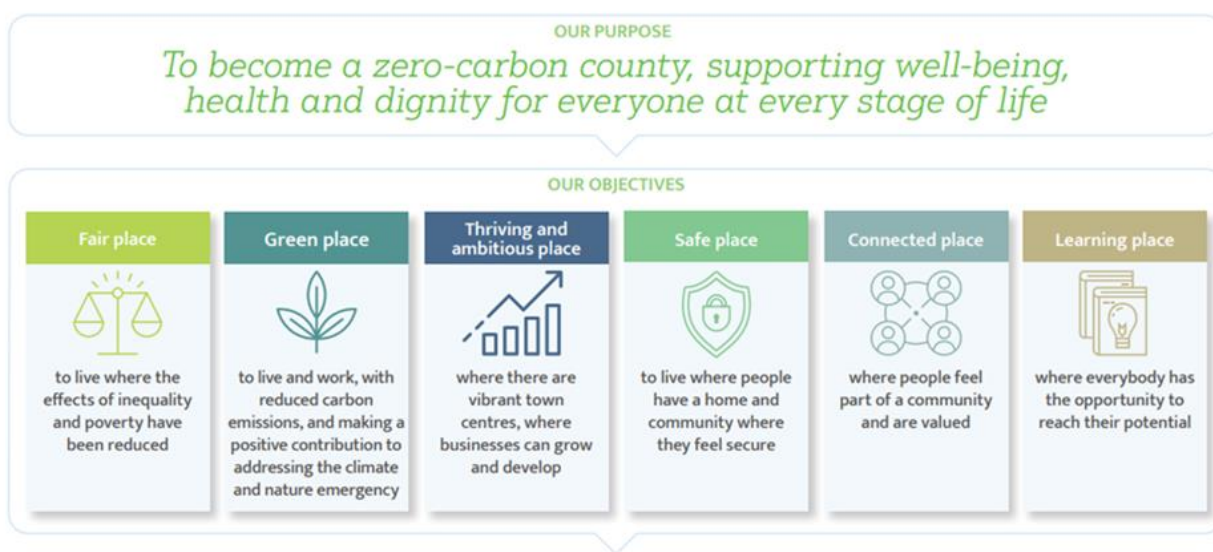 OUR PURPOSE
To become a zero-carbon county, supporting well-being,
health and dignity for everyone at every stage of life
OUR OBJECTIVES
Fair place
to live where the
effects of inequality
and poverty have
been reduced
Green place
to live and work, with
reduced carbon
emissions, and making a
positive contribution to
addressing the climate
and nature emergency
Thriving and
ambitious place
where there are
vibrant town
centres, where
businesses can grow
and develop
Safe place
to live where people
have a home and
community where
they feel secure
Connected place
where people feel
part of a community
and are valued
Learning place
where everybody has
the opportunity to
reach their potential